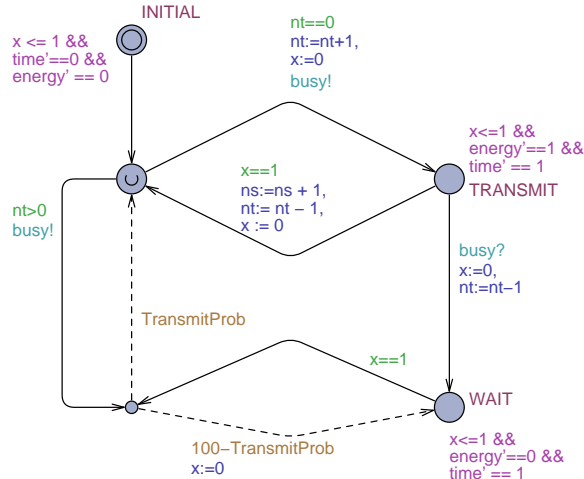 INITIAL
x <= 1 &&
time'==0 &&
energy' == 0
nt==0
nt:=nt+1,
x:=0
busy!
x<=1 &&
energy'==1 &&
time' == 1
TRANSMIT
x==1
ns:=ns + 1,
nt:= nt − 1,
x := 0
U
nt>0
busy!
busy?
x:=0,
nt:=nt−1
TransmitProb
x==1
WAIT
100−TransmitProb
x:=0
x<=1 &&
energy'==0 &&
time' == 1